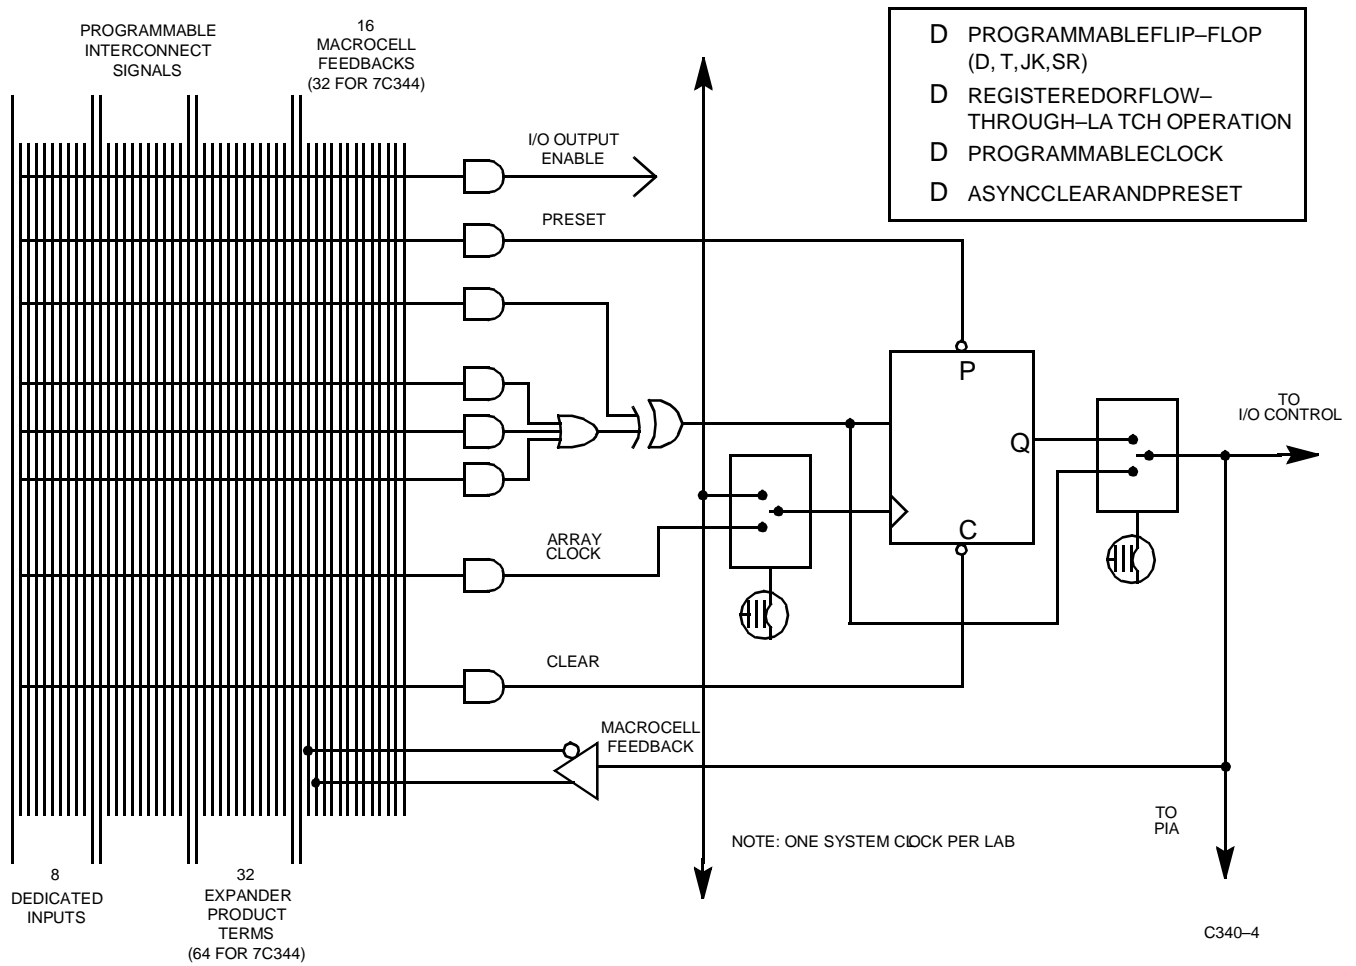 PROGRAMMABLE
INTERCONNECT
SIGNALS
16
MACROCELL
FEEDBACKS
(32 FOR 7C344)
D PROGRAMMABLEFLIP–FLOP
(D, T,JK,SR)
D REGISTEREDORFLOW–
THROUGH–LA TCH OPERATION
D PROGRAMMABLECLOCK
D ASYNCCLEARANDPRESET
I/O OUTPUT
ENABLE
PRESET
P
Q
C
TO
I/O CONTROL
ARRAY
CLOCK
CLEAR
MACROCELL
FEEDBACK
NOTE: ONE SYSTEM CLOCK PER LAB
TO
PIA
8
DEDICATED
INPUTS
32
EXPANDER
PRODUCT
TERMS
(64 FOR 7C344)
C340–4